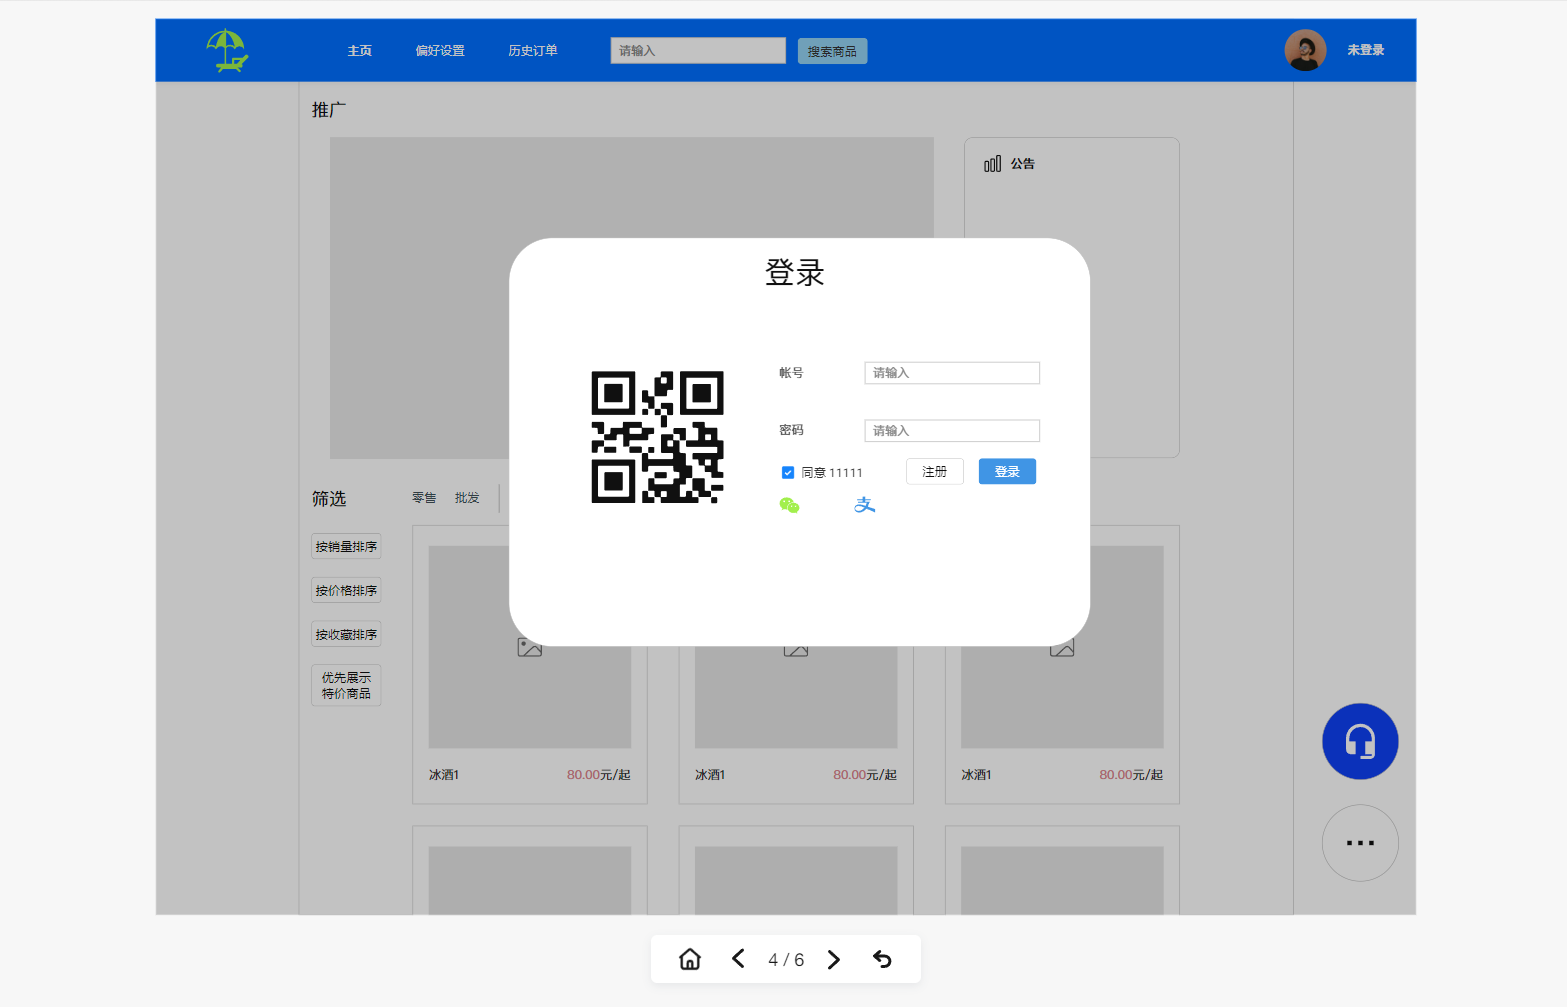 主页 偏好设置 历史订单 请输入 搜索商品 未登录
推广
公告
登录
帐号 请输入
密码 请输入
同意 11111 注册 登录
筛选 零售 批发
按销量排序
按价格排序
按收藏排序
优先展示
特价商品
冰酒1 80.00元/起 冰酒1 80.00元/起 冰酒1 80.00元/起
4 / 6